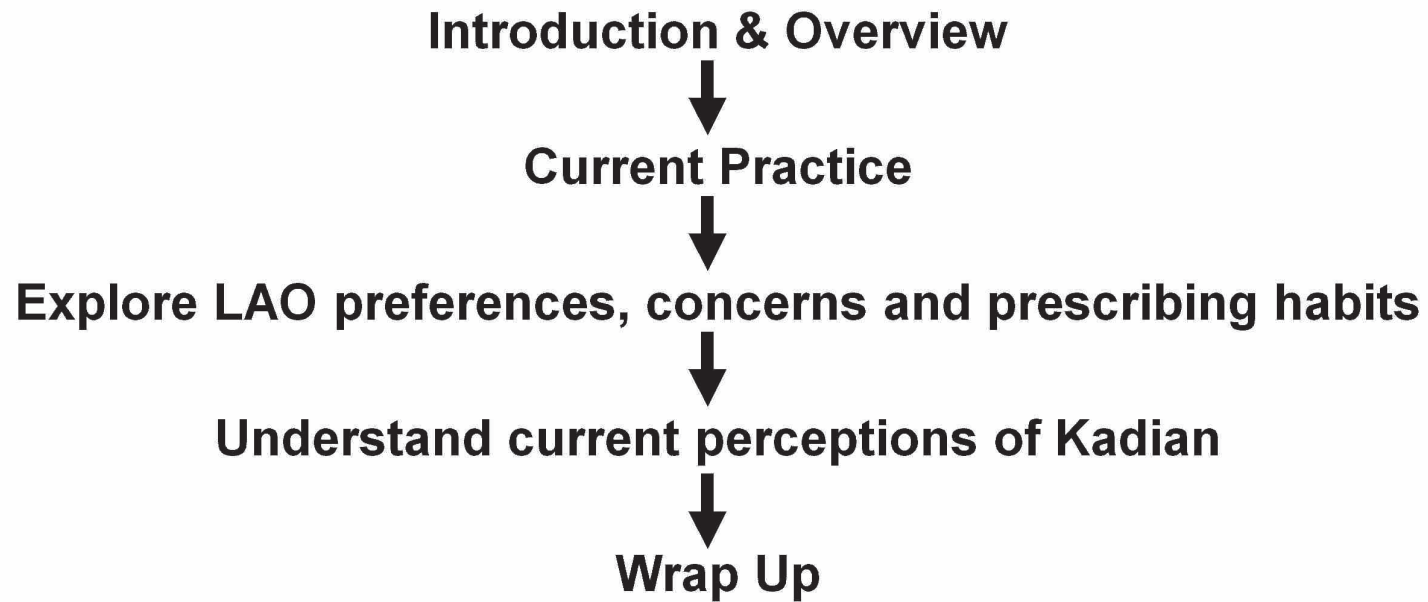 Introduction & Overview
Current Practice
Explore LAO preferences, concerns and prescribing habits
Understand current perceptions of Kadian
Wrap Up